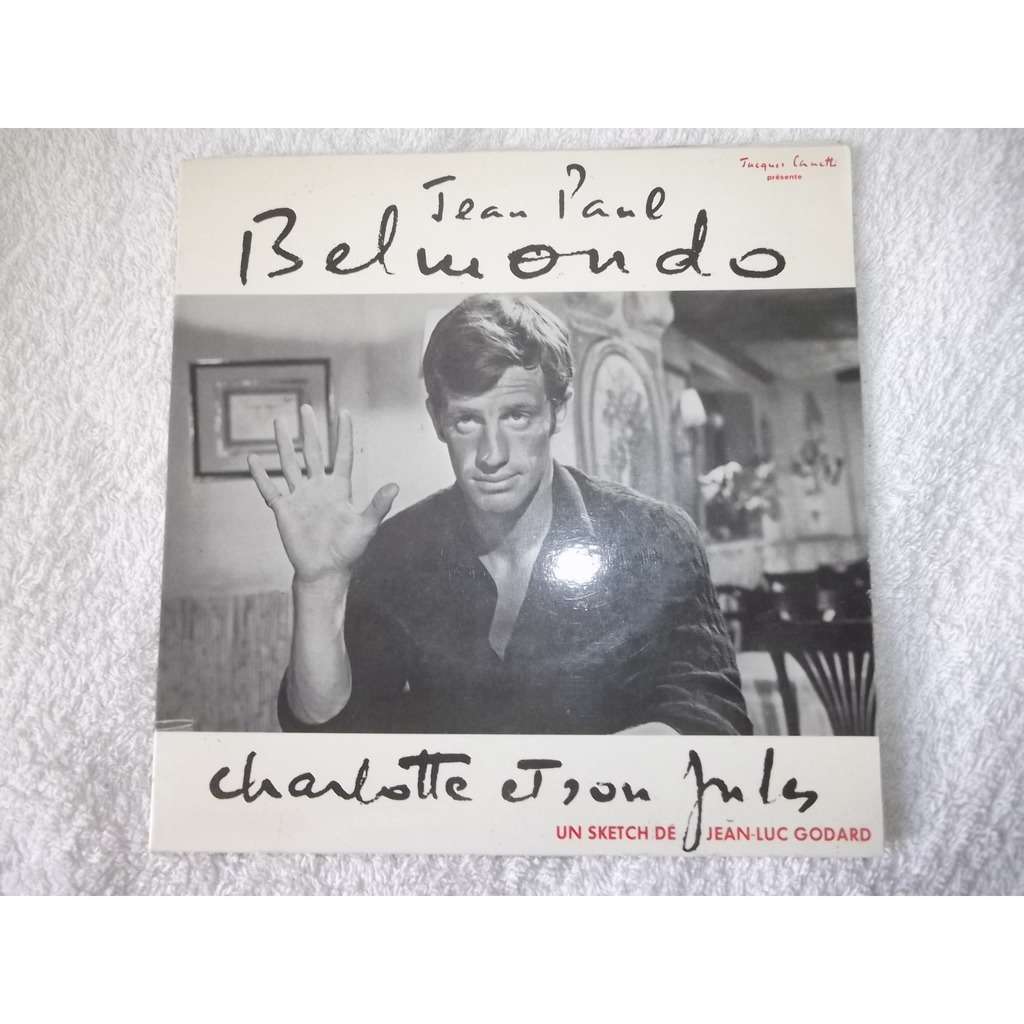 Jacques Canetti
présente
Jean Paul
Belmondo
charlotte et son Jules
UN SKETCH DE JEAN-LUC GODARD